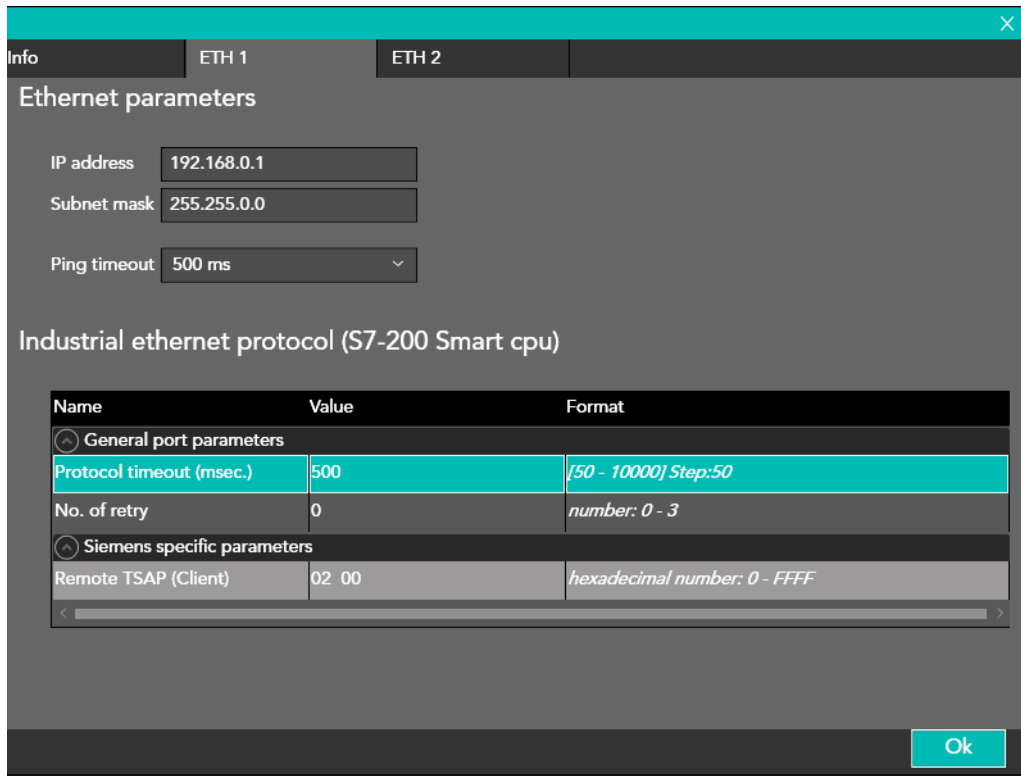 Info ETH 1 ETH 2
Ethernet parameters
IP address 192.168.0.1
Subnet mask 255.255.0.0
Ping timeout 500 ms
Industrial ethernet protocol (S7-200 Smart cpu)
Name Value Format
General port parameters
Protocol timeout (msec.) 500 [50 - 10000] Step:50
No. of retry 0 number: 0 - 3
Siemens specific parameters
Remote TSAP (Client) 02 00 hexadecimal number: 0 - FFFF
Ok